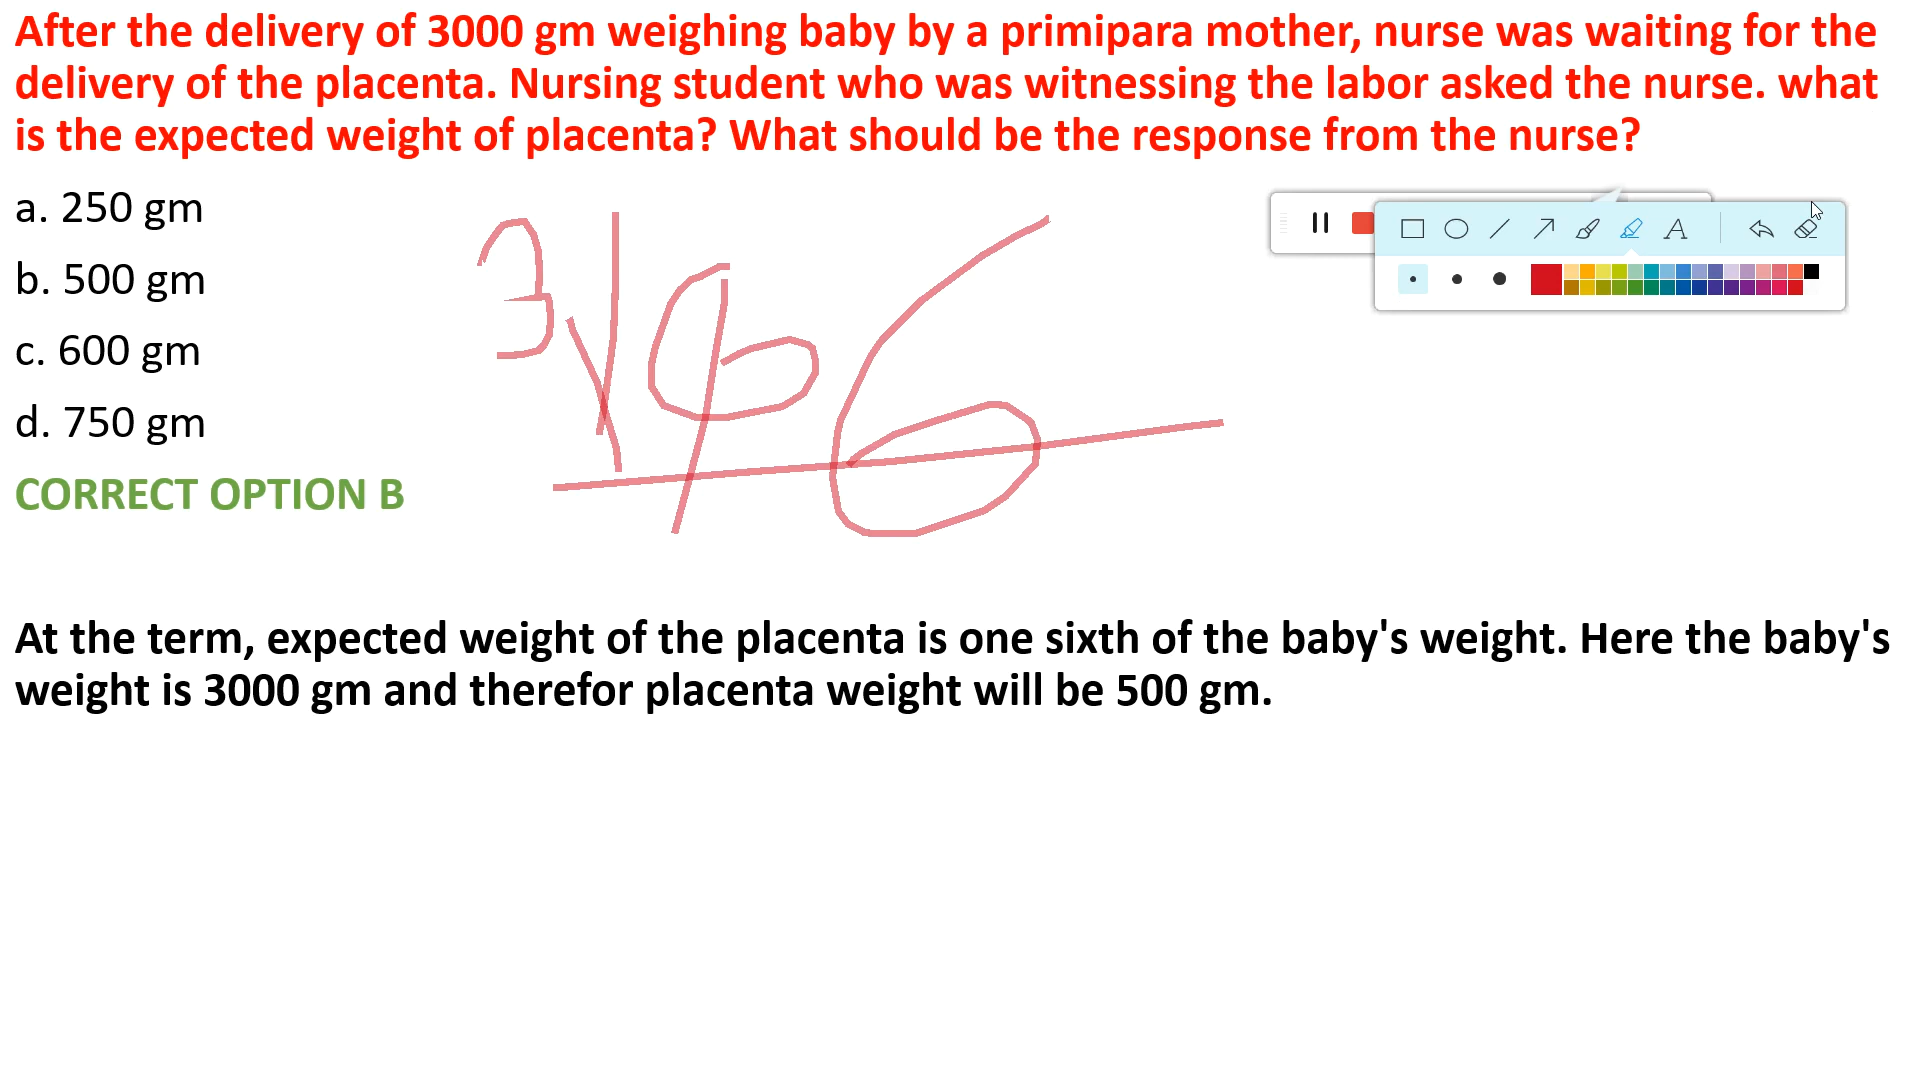 After the delivery of 3000 gm weighing baby by a primipara mother, nurse was waiting for the
delivery of the placenta. Nursing student who was witnessing the labor asked the nurse. what
is the expected weight of placenta? What should be the response from the nurse?
a. 250 gm
b. 500 gm
c. 600 gm
d. 750 gm
CORRECT OPTION B
At the term, expected weight of the placenta is one sixth of the baby's weight. Here the baby's
weight is 3000 gm and therefor placenta weight will be 500 gm.